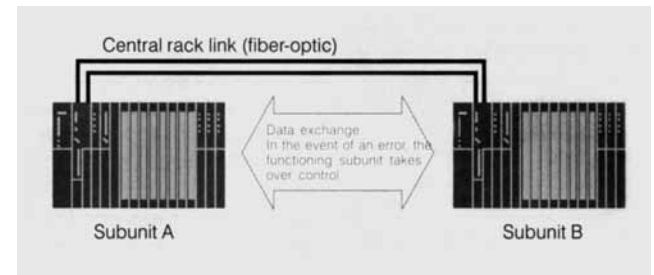 Central rack link (fiber-optic)
Data exchange
In the event of an error, the
functioning subunit takes
over control
Subunit A
Subunit B